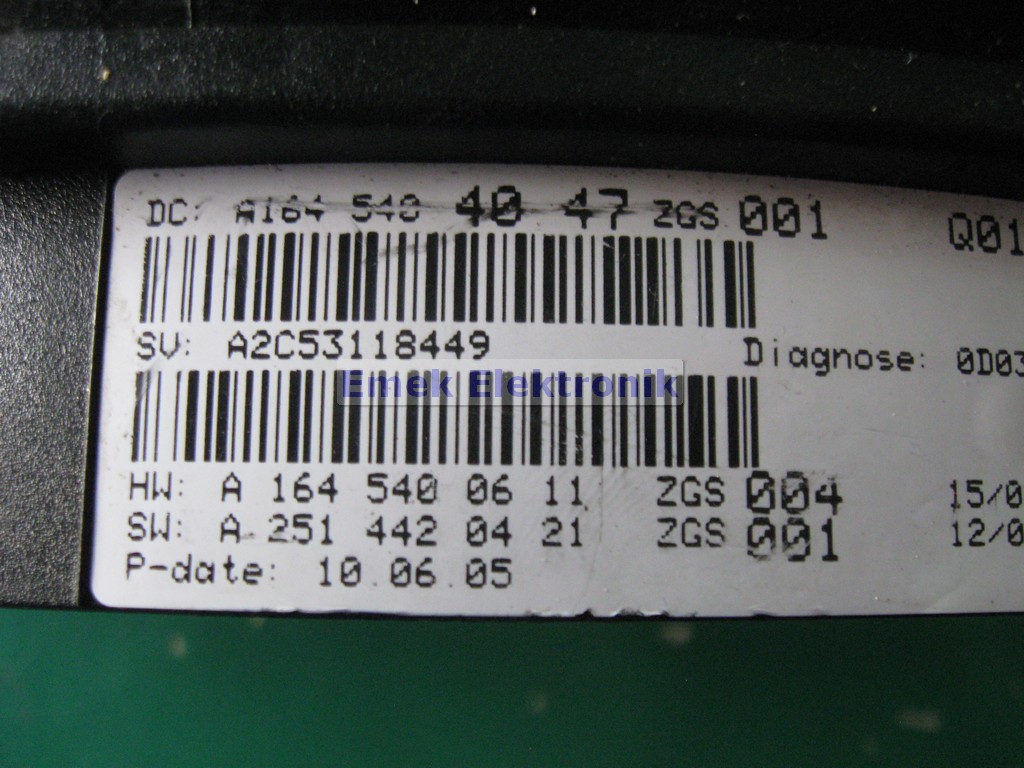 DC: A164 540 40 47 ZGS 001 Q01
SV: A2C53118449
Diagnose: 0D03
Emek Elektronik
HW: A 164 540 06 11 ZGS 004 15/0
SW: A 251 442 04 21 ZGS 001 12/0
P-date: 10.06.05